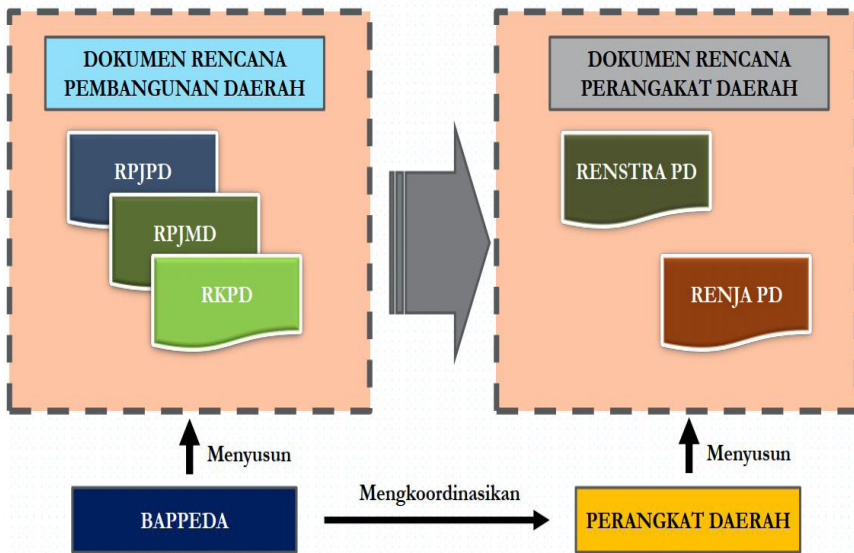 DOKUMEN RENCANA
PEMBANGUNAN DAERAH
RPJPD
RPJMD
RKPD
DOKUMEN RENCANA
PERANGAKAT DAERAH
RENSTRA PD
RENJA PD
Menyusun
Menyusun
BAPPEDA
Mengkoordinasikan
PERANGKAT DAERAH